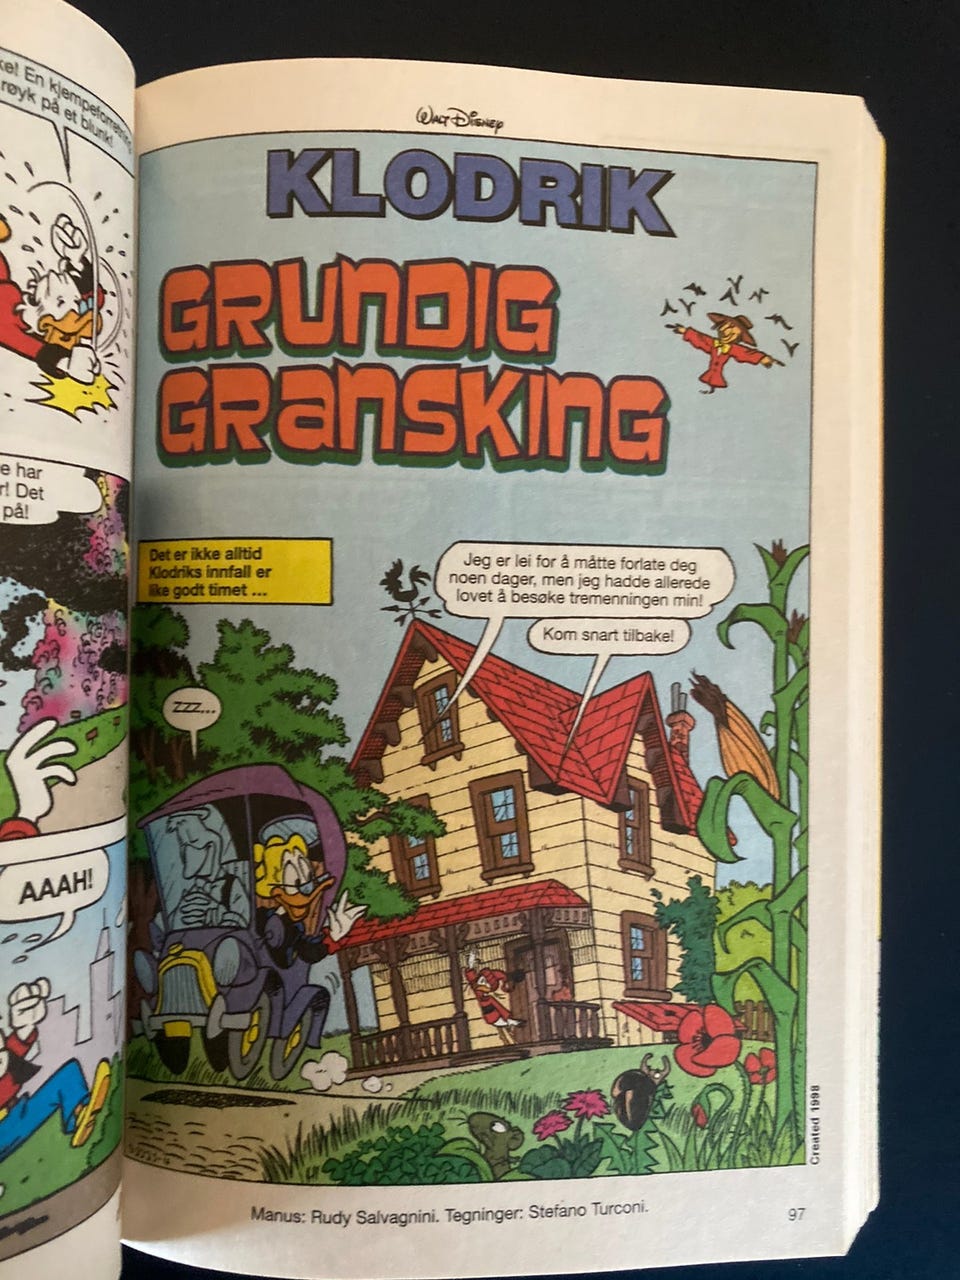 ke! En kjempeforretning
røyk på et blunk!
e har
r! Det
på!
AAAH!
WALT DISNEY
KLODRIK
GRUNDIG
GRANSKING
Det er ikke alltid
Klodriks innfall er
like godt timet ...
Jeg er lei for å måtte forlate deg
noen dager, men jeg hadde allerede
lovet å besøke tremenningen min!
Kom snart tilbake!
ZZZ...
Created 1998
Manus: Rudy Salvagnini. Tegninger: Stefano Turconi.
97